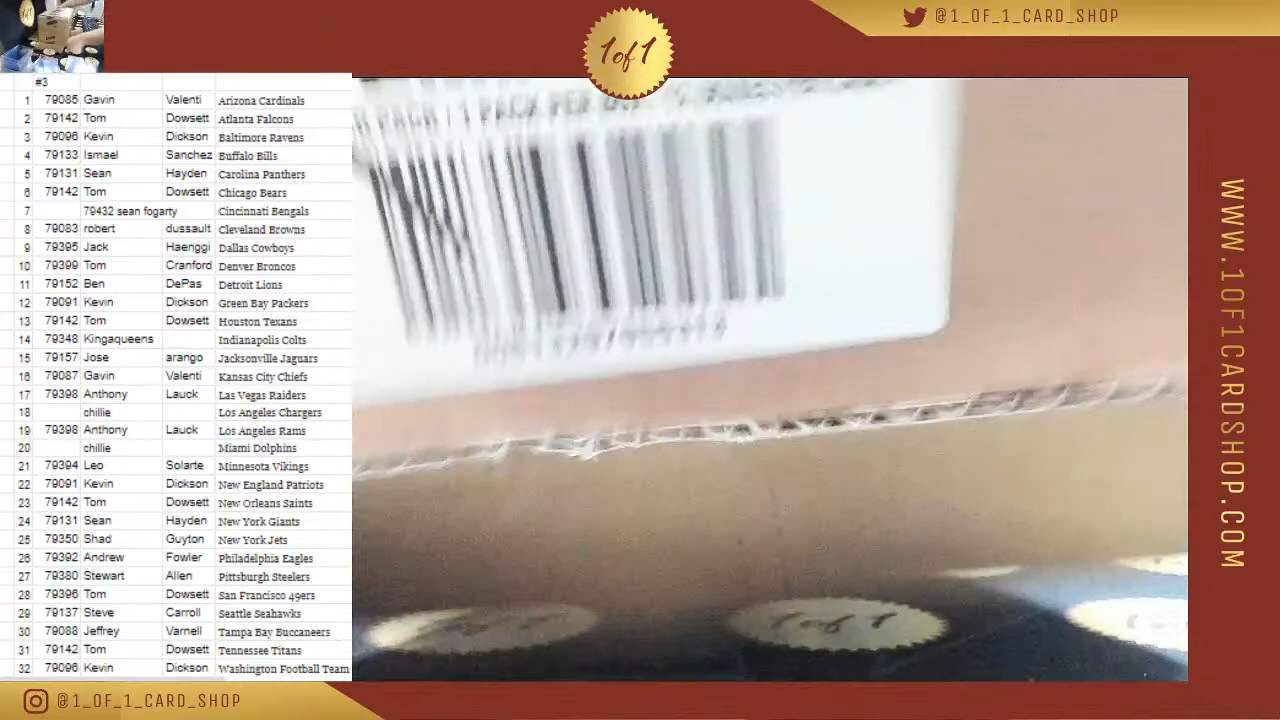 @1_OF_1_CARD_SHOP
1of1
#3
1 79085 Gavin Valenti Arizona Cardinals
2 79142 Tom Dowsett Atlanta Falcons
3 79096 Kevin Dickson Baltimore Ravens
4 79133 Ismael Sanchez Buffalo Bills
5 79131 Sean Hayden Carolina Panthers
6 79142 Tom Dowsett Chicago Bears
7 79432 sean fogarty Cincinnati Bengals
8 79083 robert dussault Cleveland Browns
9 79395 Jack Haenggi Dallas Cowboys
10 79399 Tom Cranford Denver Broncos
11 79152 Ben DePas Detroit Lions
12 79091 Kevin Dickson Green Bay Packers
13 79142 Tom Dowsett Houston Texans
14 79348 Kingaqueens Indianapolis Colts
15 79157 Jose arango Jacksonville Jaguars
16 79087 Gavin Valenti Kansas City Chiefs
17 79398 Anthony Lauck Las Vegas Raiders
18 chillie Los Angeles Chargers
19 79398 Anthony Lauck Los Angeles Rams
20 chillie Miami Dolphins
21 79394 Leo Solarte Minnesota Vikings
22 79091 Kevin Dickson New England Patriots
23 79142 Tom Dowsett New Orleans Saints
24 79131 Sean Hayden New York Giants
25 79350 Shad Guyton New York Jets
26 79392 Andrew Fowler Philadelphia Eagles
27 79380 Stewart Allen Pittsburgh Steelers
28 79396 Tom Dowsett San Francisco 49ers
29 79137 Steve Carroll Seattle Seahawks
30 79088 Jeffrey Varnell Tampa Bay Buccaneers
31 79142 Tom Dowsett Tennessee Titans
32 79096 Kevin Dickson Washington Football Team
PACK 1 PACK PER
1 of 1
WWW.1OF1CARDSHOP.COM
@1_OF_1_CARD_SHOP